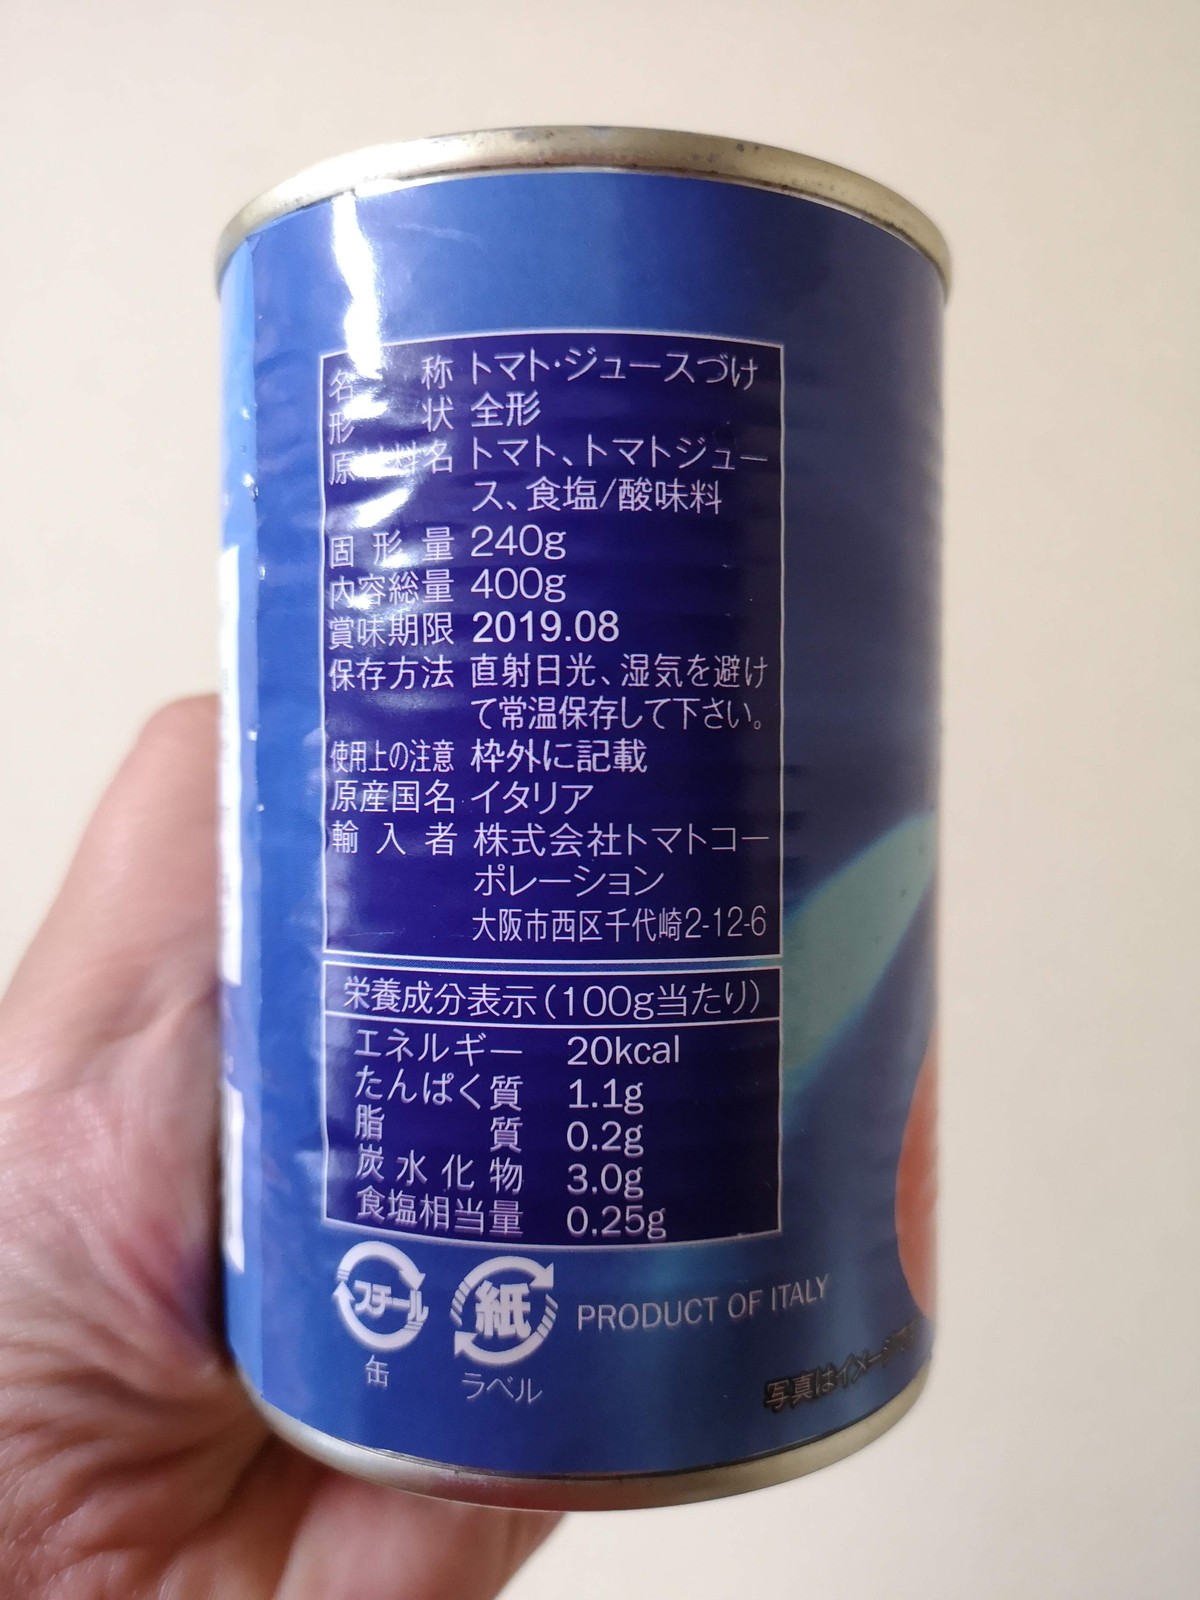 名称 トマト・ジュースづけ
形状 全形
原材料名 トマト、トマトジュー
ス、食塩/酸味料
固形量 240g
内容総量 400g
賞味期限 2019.08
保存方法 直射日光、湿気を避け
て常温保存して下さい。
使用上の注意 枠外に記載
原産国名 イタリア
輸入者 株式会社トマトコー
ポレーション
大阪市西区千代崎2-12-6
栄養成分表示(100g当たり)
エネルギー 20kcal
たんぱく質 1.1g
脂質 0.2g
炭水化物 3.0g
食塩相当量 0.25g
スチール 紙 PRODUCT OF ITALY
缶 ラベル
写真はイメージ